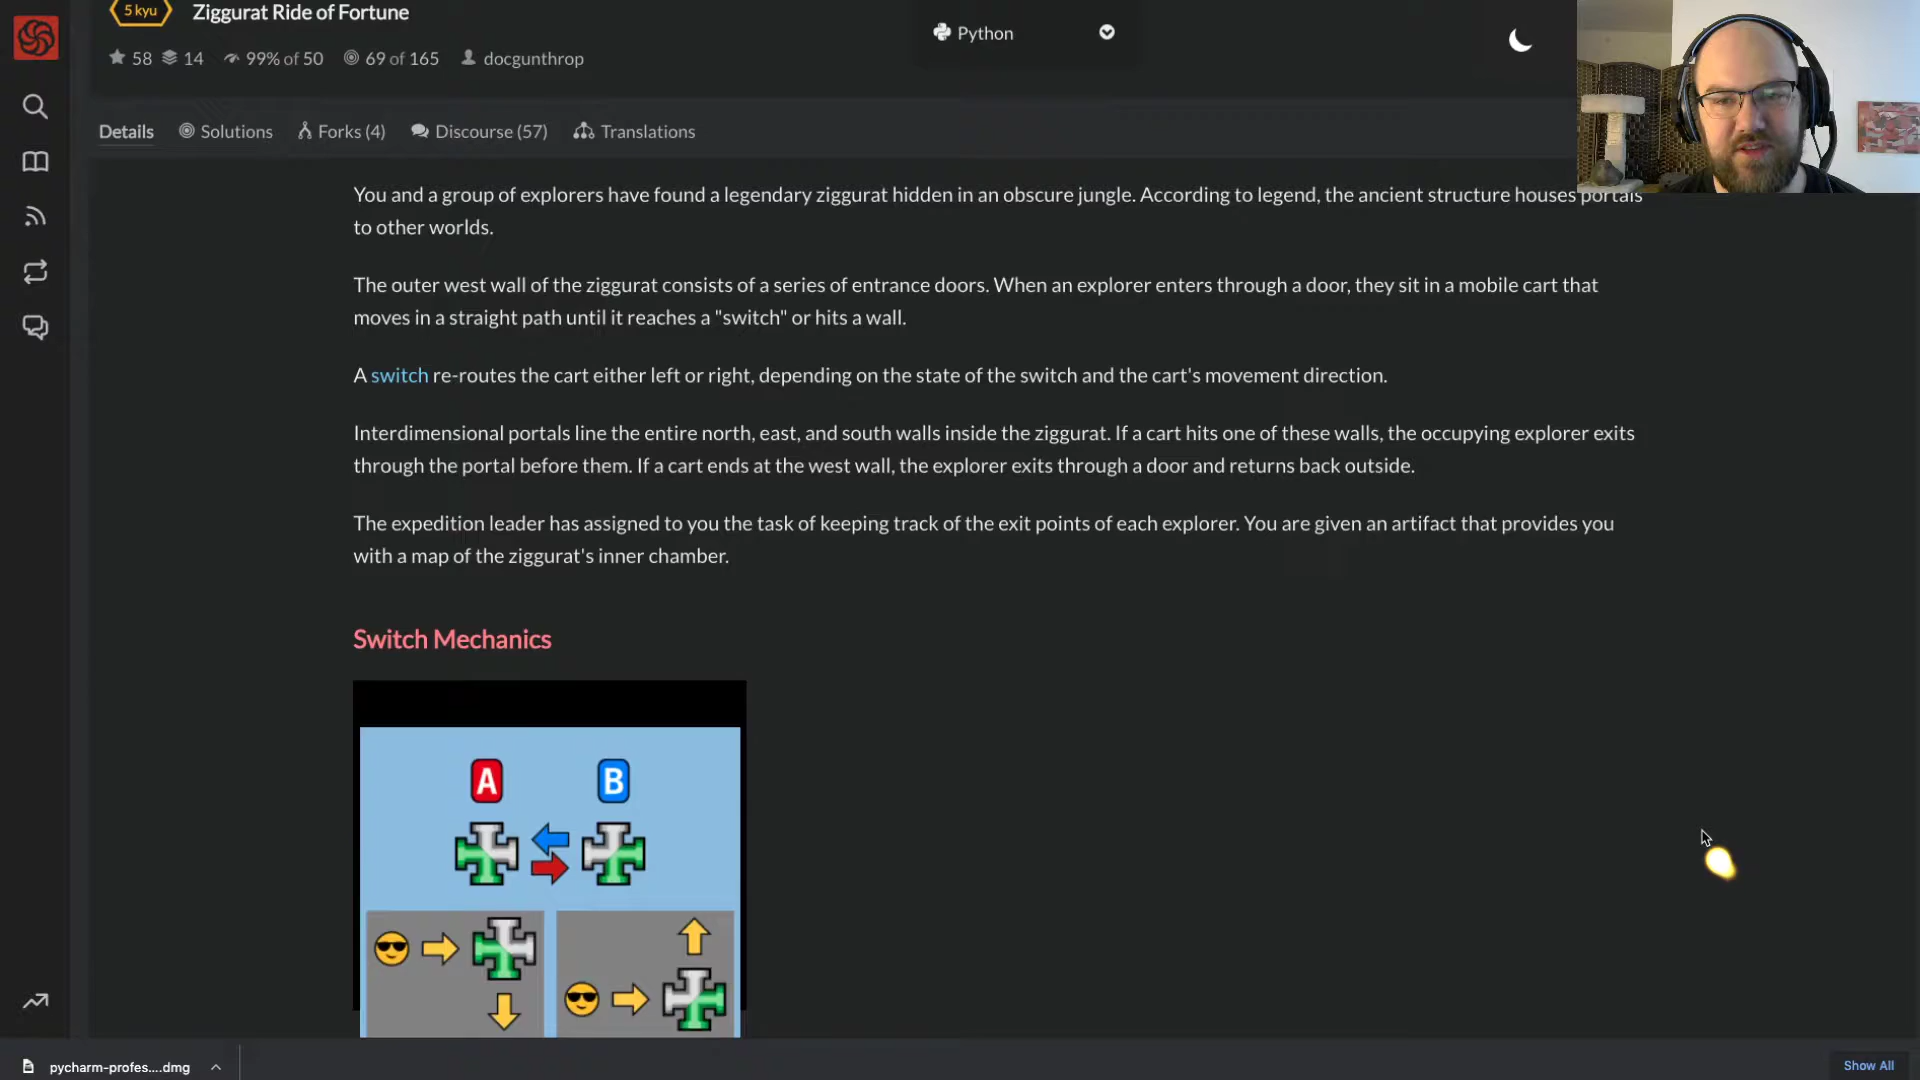 5 kyu
Ziggurat Ride of Fortune
58 14 99% of 50 69 of 165 docgunthrop
Python
Details Solutions Forks (4) Discourse (57) Translations
You and a group of explorers have found a legendary ziggurat hidden in an obscure jungle. According to legend, the ancient structure houses portals
to other worlds.
The outer west wall of the ziggurat consists of a series of entrance doors. When an explorer enters through a door, they sit in a mobile cart that
moves in a straight path until it reaches a "switch" or hits a wall.
A switch re-routes the cart either left or right, depending on the state of the switch and the cart's movement direction.
Interdimensional portals line the entire north, east, and south walls inside the ziggurat. If a cart hits one of these walls, the occupying explorer exits
through the portal before them. If a cart ends at the west wall, the explorer exits through a door and returns back outside.
The expedition leader has assigned to you the task of keeping track of the exit points of each explorer. You are given an artifact that provides you
with a map of the ziggurat's inner chamber.
Switch Mechanics
A B
pycharm-profes....dmg
Show All